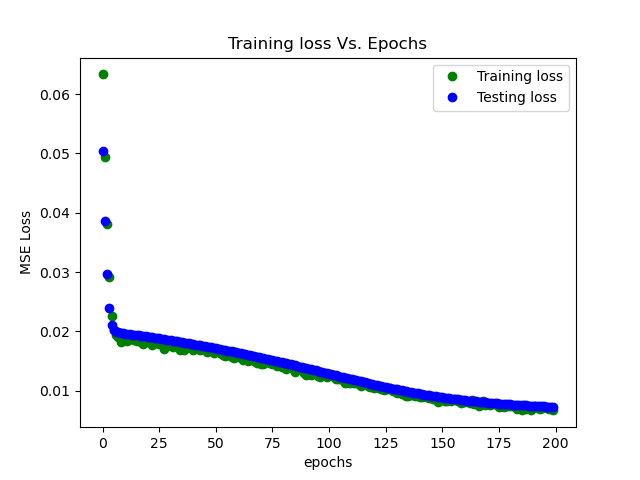 Training loss Vs. Epochs
Training loss
Testing loss
MSE Loss
0.06
0.05
0.04
0.03
0.02
0.01
0 25 50 75 100 125 150 175 200
epochs